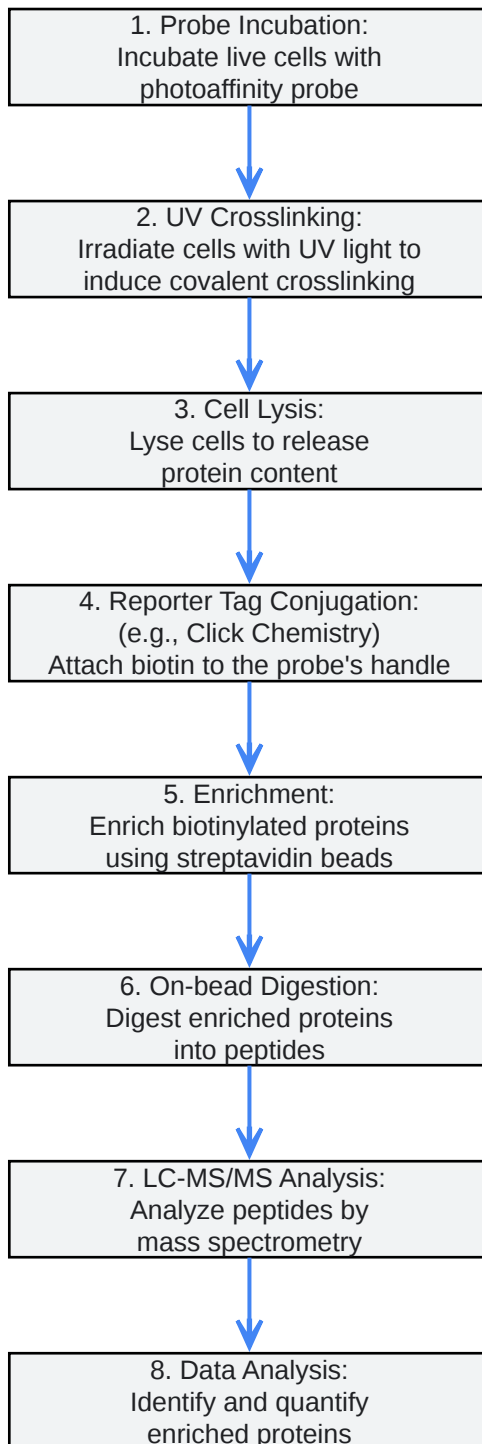 1. Probe Incubation:
Incubate live cells with
photoaffinity probe
2. UV Crosslinking:
Irradiate cells with UV light to
induce covalent crosslinking
3. Cell Lysis:
Lyse cells to release
protein content
4. Reporter Tag Conjugation:
(e.g., Click Chemistry)
Attach biotin to the probe's handle
5. Enrichment:
Enrich biotinylated proteins
using streptavidin beads
6. On-bead Digestion:
Digest enriched proteins
into peptides
7. LC-MS/MS Analysis:
Analyze peptides by
mass spectrometry
8. Data Analysis:
Identify and quantify
enriched proteins